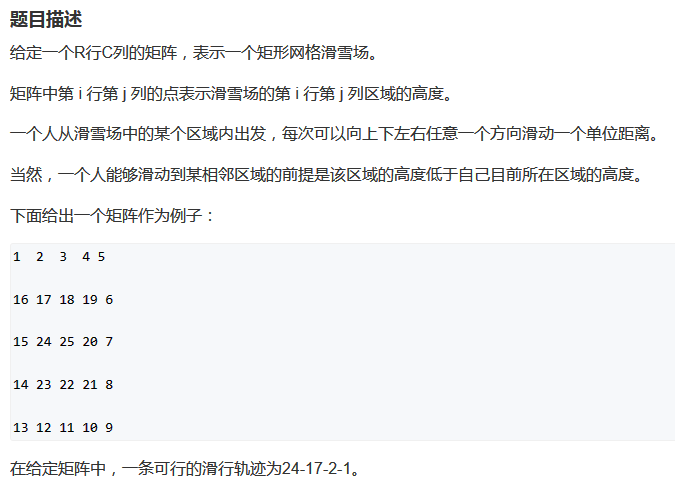 题目描述
给定一个R行C列的矩阵，表示一个矩形网格滑雪场。
矩阵中第 i 行第 j 列的点表示滑雪场的第 i 行第 j 列区域的高度。
一个人从滑雪场中的某个区域内出发，每次可以向上下左右任意一个方向滑动一个单位距离。
当然，一个人能够滑动到某相邻区域的前提是该区域的高度低于自己目前所在区域的高度。
下面给出一个矩阵作为例子：
1  2  3  4 5
16 17 18 19 6
15 24 25 20 7
14 23 22 21 8
13 12 11 10 9
在给定矩阵中，一条可行的滑行轨迹为24-17-2-1。